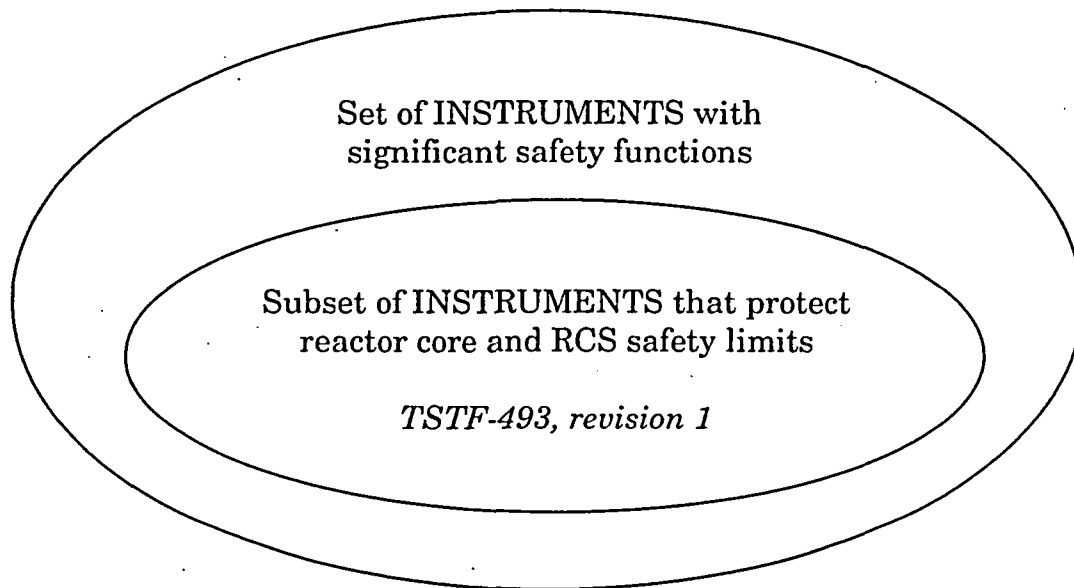 Set of INSTRUMENTS with
significant safety functions
Subset of INSTRUMENTS that protect
reactor core and RCS safety limits
TSTF-493, revision 1